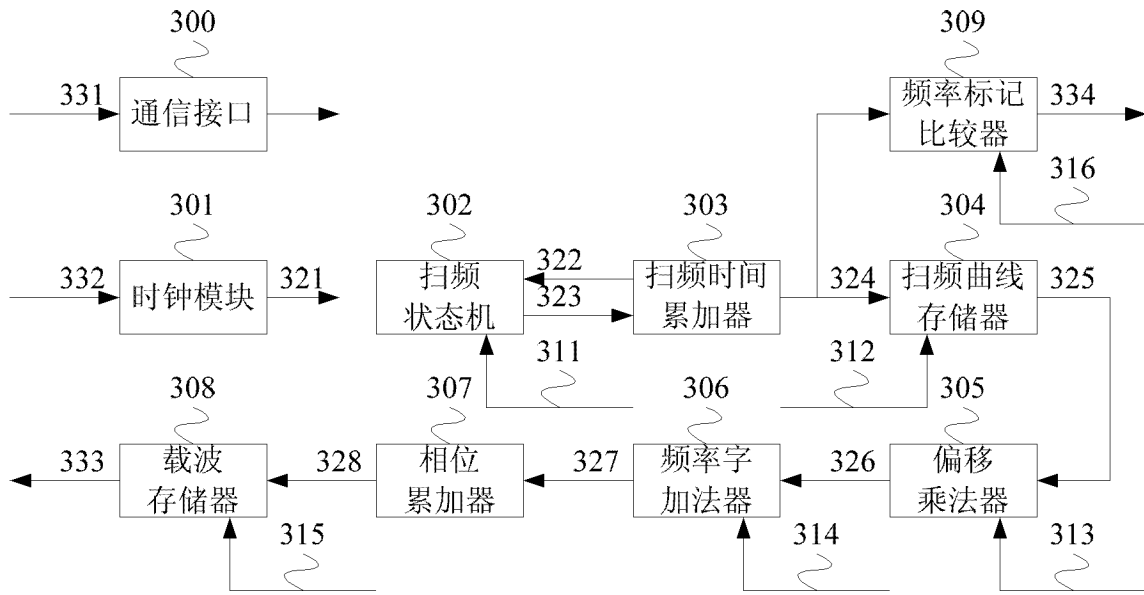 300
309
331
通信接口
频率标记
比较器
334
316
301
302
303
304
332
时钟模块
321
扫频
状态机
322
323
扫频时间
累加器
324
扫频曲线
存储器
325
311
312
308
307
306
305
333
载波
存储器
328
相位
累加器
327
频率字
加法器
326
偏移
乘法器
315
314
313